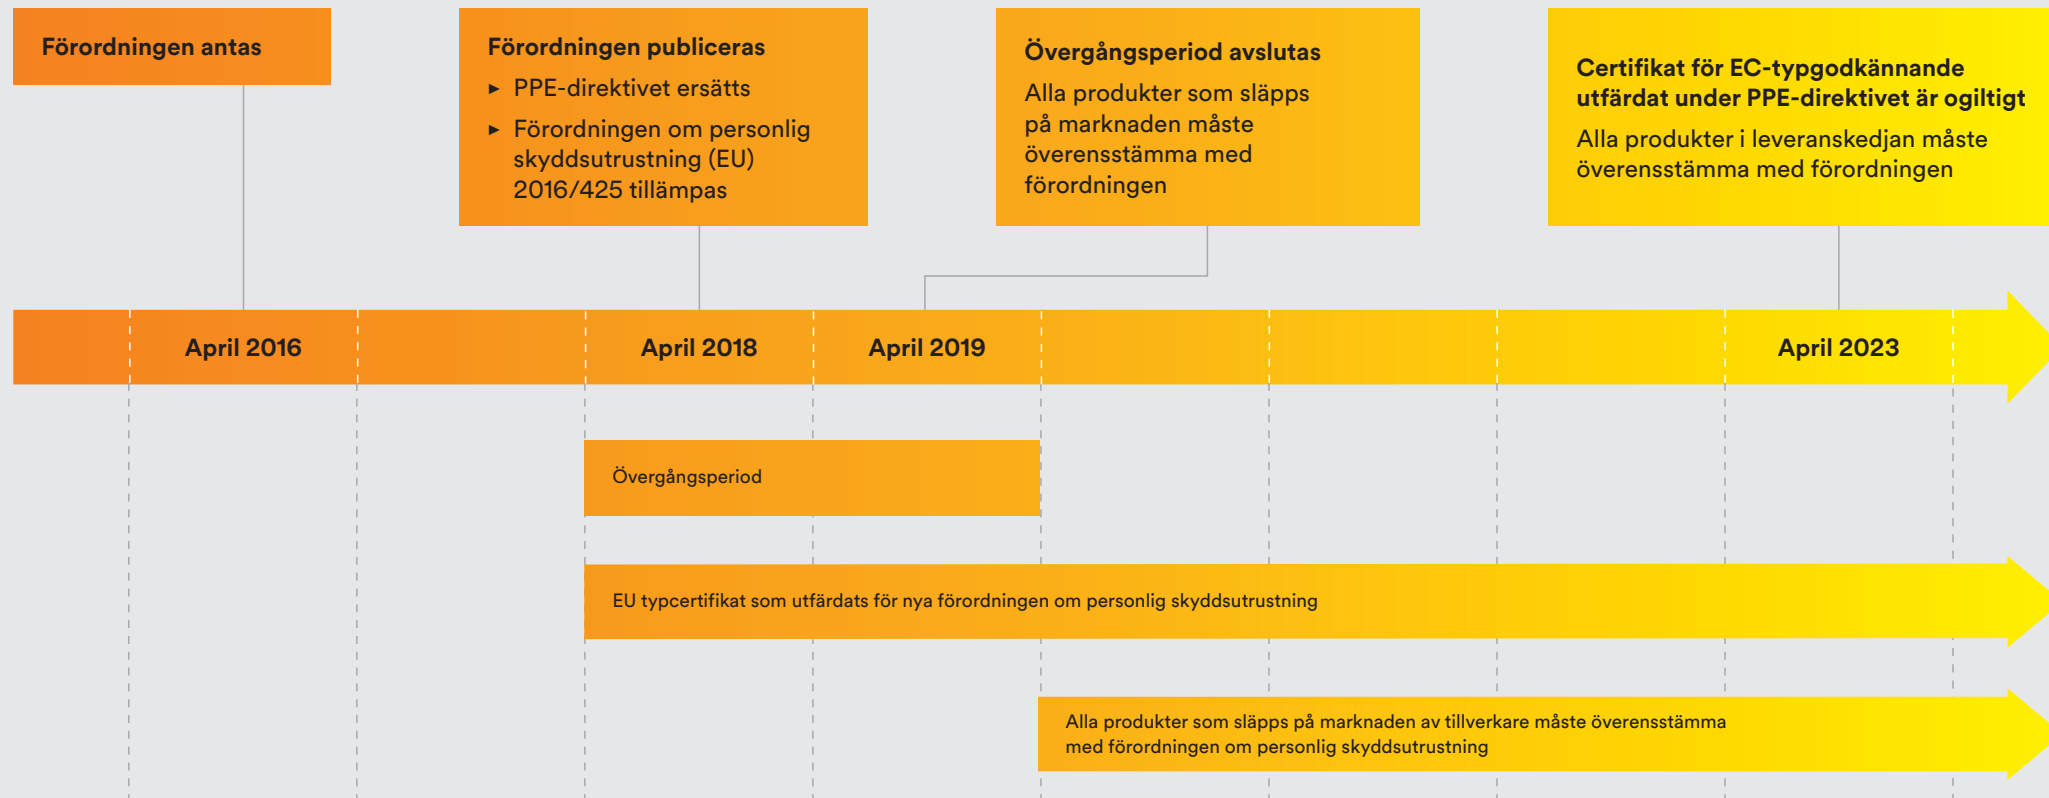 Förordningen antas
Förordningen publiceras
► PPE-direktivet ersätts
► Förordningen om personlig
skyddsutrustning (EU)
2016/425 tillämpas
Övergångsperiod avslutas
Alla produkter som släpps
på marknaden måste
överensstämma med
förordningen
Certifikat för EC-typgodkännande
utfärdat under PPE-direktivet är ogiltigt
Alla produkter i leveranskedjan måste
överensstämma med förordningen
April 2016
April 2018
April 2019
April 2023
Övergångsperiod
EU typcertifikat som utfärdats för nya förordningen om personlig skyddsutrustning
Alla produkter som släpps på marknaden av tillverkare måste överensstämma
med förordningen om personlig skyddsutrustning